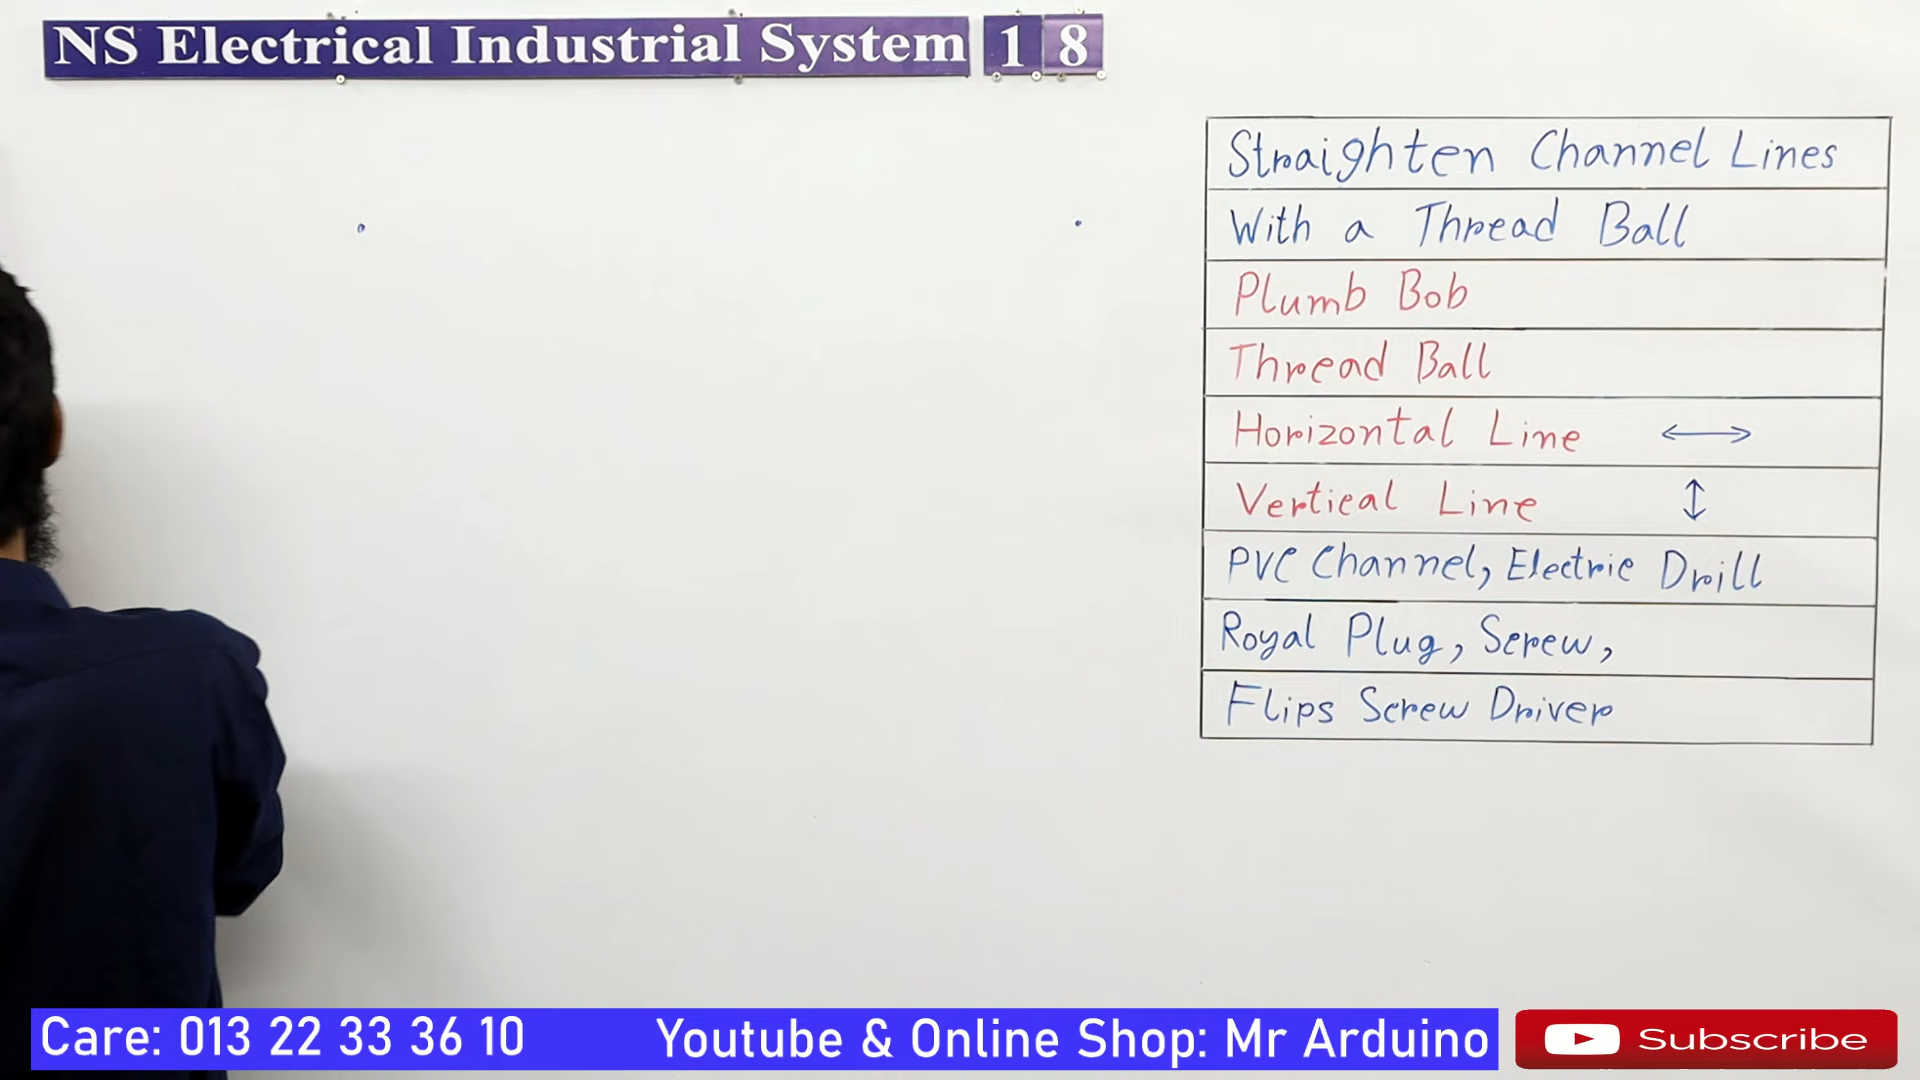 NS Electrical Industrial System 18
Straighten Channel Lines
With a Thread Ball
Plumb Bob
Thread Ball
Horizontal Line ↔
Vertical Line ↕
PVC Channel, Electric Drill
Royal Plug, Screw,
Flips Screw Driver
Care: 013 22 33 36 10 Youtube & Online Shop: Mr Arduino Subscribe